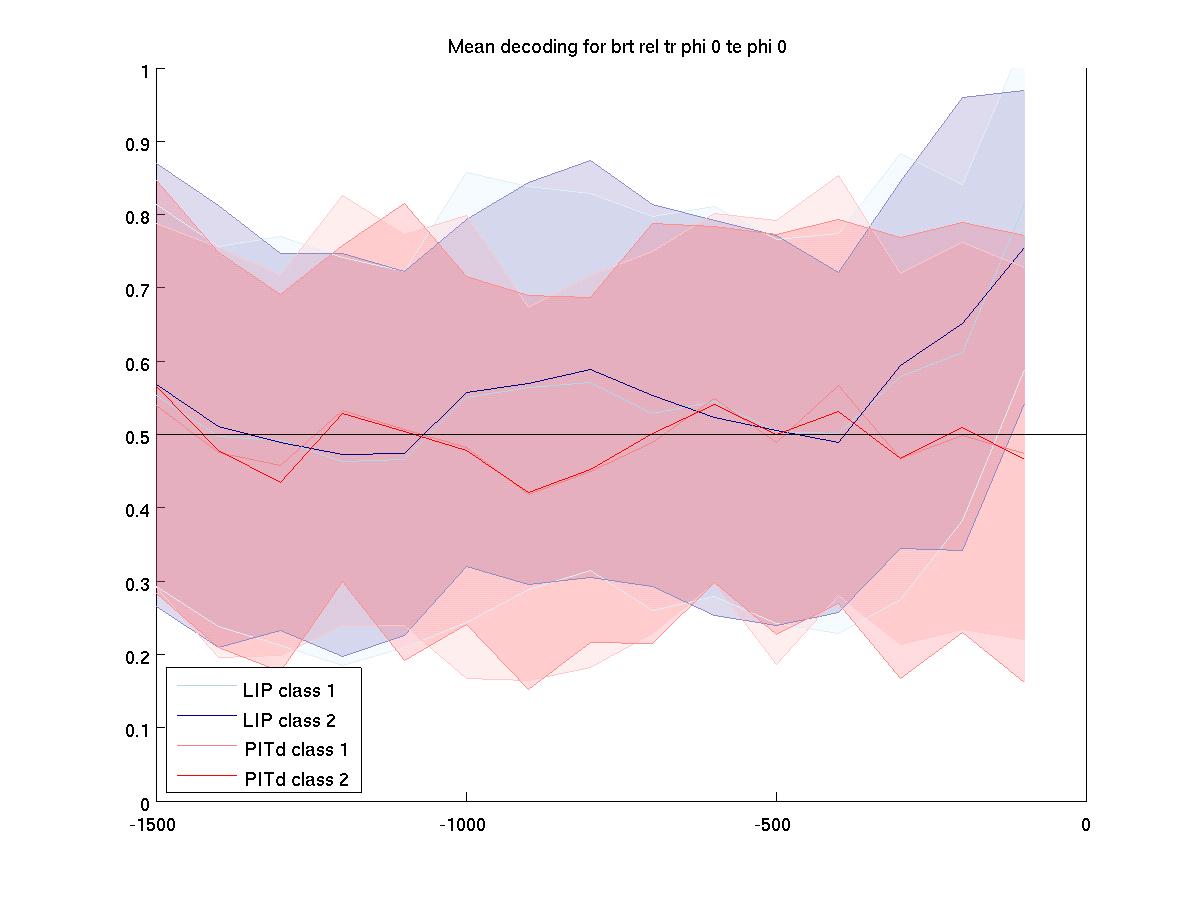 Mean decoding for brt rel tr phi 0 te phi 0
1
0.9
0.8
0.7
0.6
0.5
0.4
0.3
0.2
0.1
0
LIP class 1
LIP class 2
PITd class 1
PITd class 2
-1500 -1000 -500 0